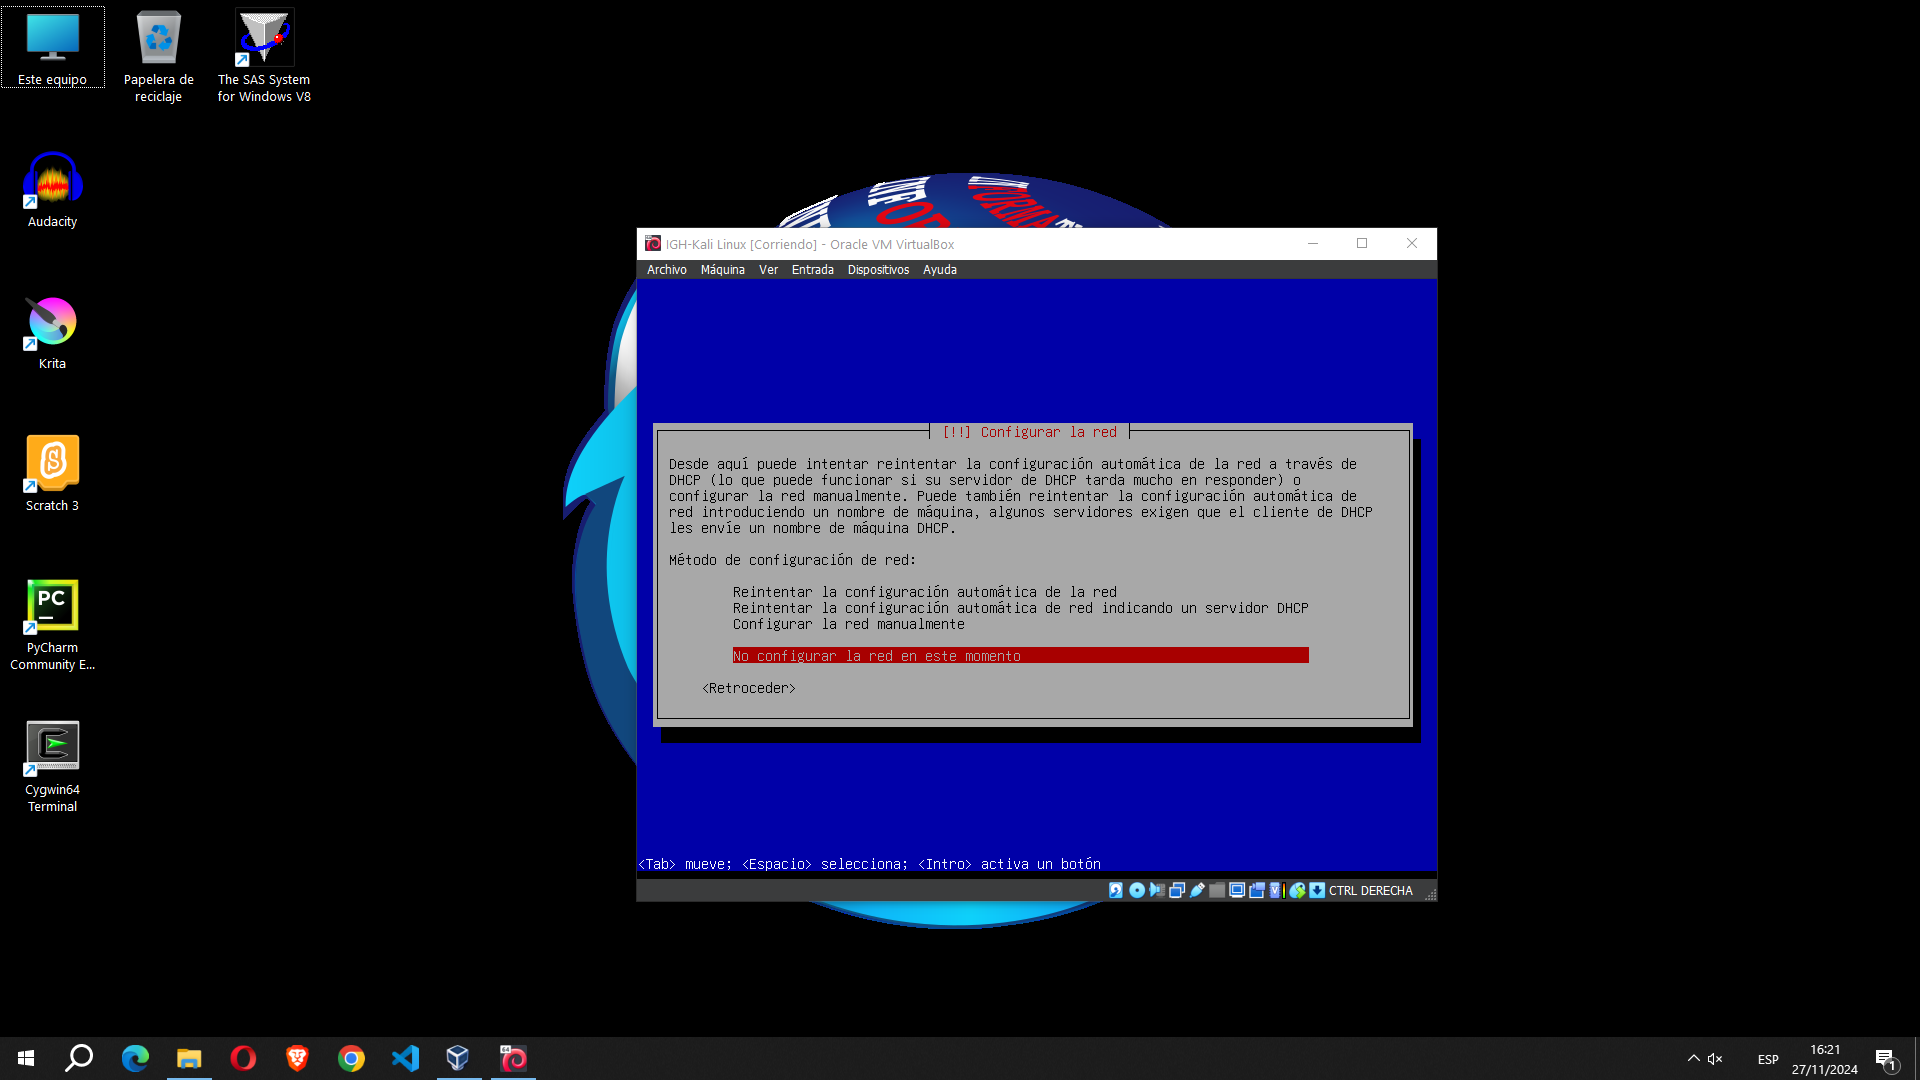 Este equipo
Papelera de
reciclaje
The SAS System
for Windows V8
Audacity
Krita
Scratch 3
PyCharm
Community E...
Cygwin64
Terminal
IGH-Kali Linux [Corriendo] - Oracle VM VirtualBox
Archivo Máquina Ver Entrada Dispositivos Ayuda
[!!] Configurar la red
Desde aquí puede intentar reintentar la configuración automática de la red a través de
DHCP (lo que puede funcionar si su servidor de DHCP tarda mucho en responder) o
configurar la red manualmente. Puede también reintentar la configuración automática de
red introduciendo un nombre de máquina, algunos servidores exigen que el cliente de DHCP
les envíe un nombre de máquina DHCP.
Método de configuración de red:
Reintentar la configuración automática de la red
Reintentar la configuración automática de red indicando un servidor DHCP
Configurar la red manualmente
No configurar la red en este momento
<Retroceder>
<Tab> mueve; <Espacio> selecciona; <Intro> activa un botón
CTRL DERECHA
ESP
16:21
27/11/2024
1